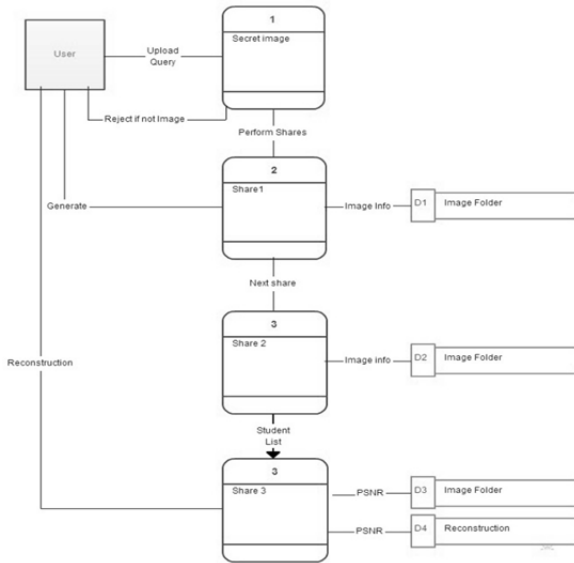 1
User
Upload
Query
Secret image
Reject if not Image
Perform Shares
2
Share1
Generate
Image Info
D1
Image Folder
Next share
3
Share 2
Image info
D2
Image Folder
Reconstruction
Student
List
3
Share 3
PSNR
D3
Image Folder
PSNR
D4
Reconstruction